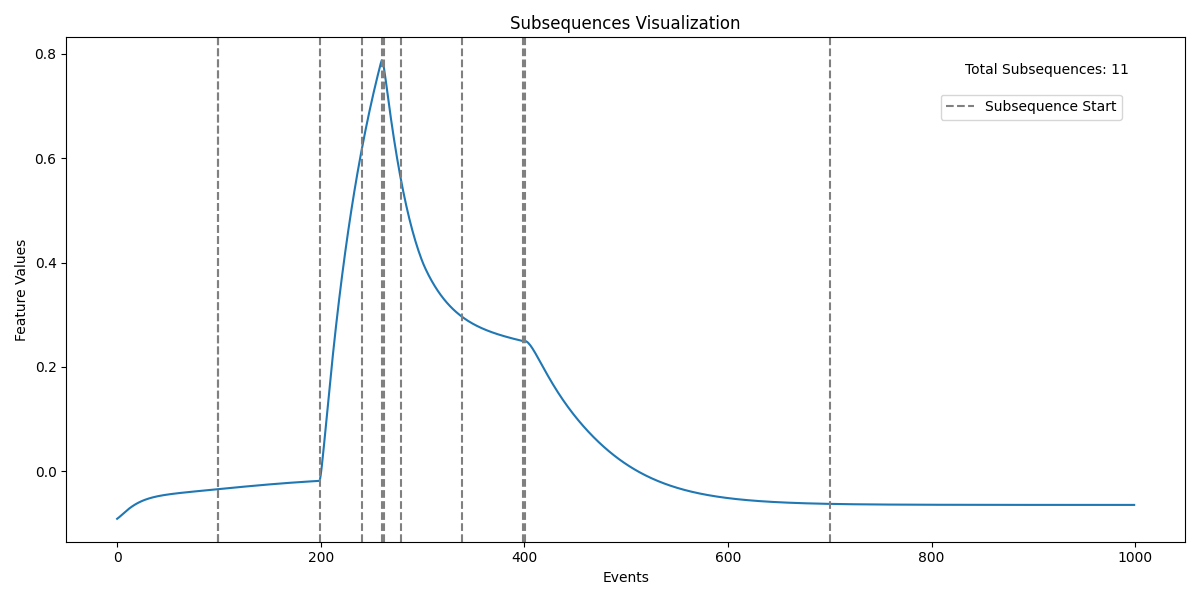 Subsequences Visualization
Total Subsequences: 11
Subsequence Start
Feature Values
0.8
0.6
0.4
0.2
0.0
0
200
400
600
800
1000
Events